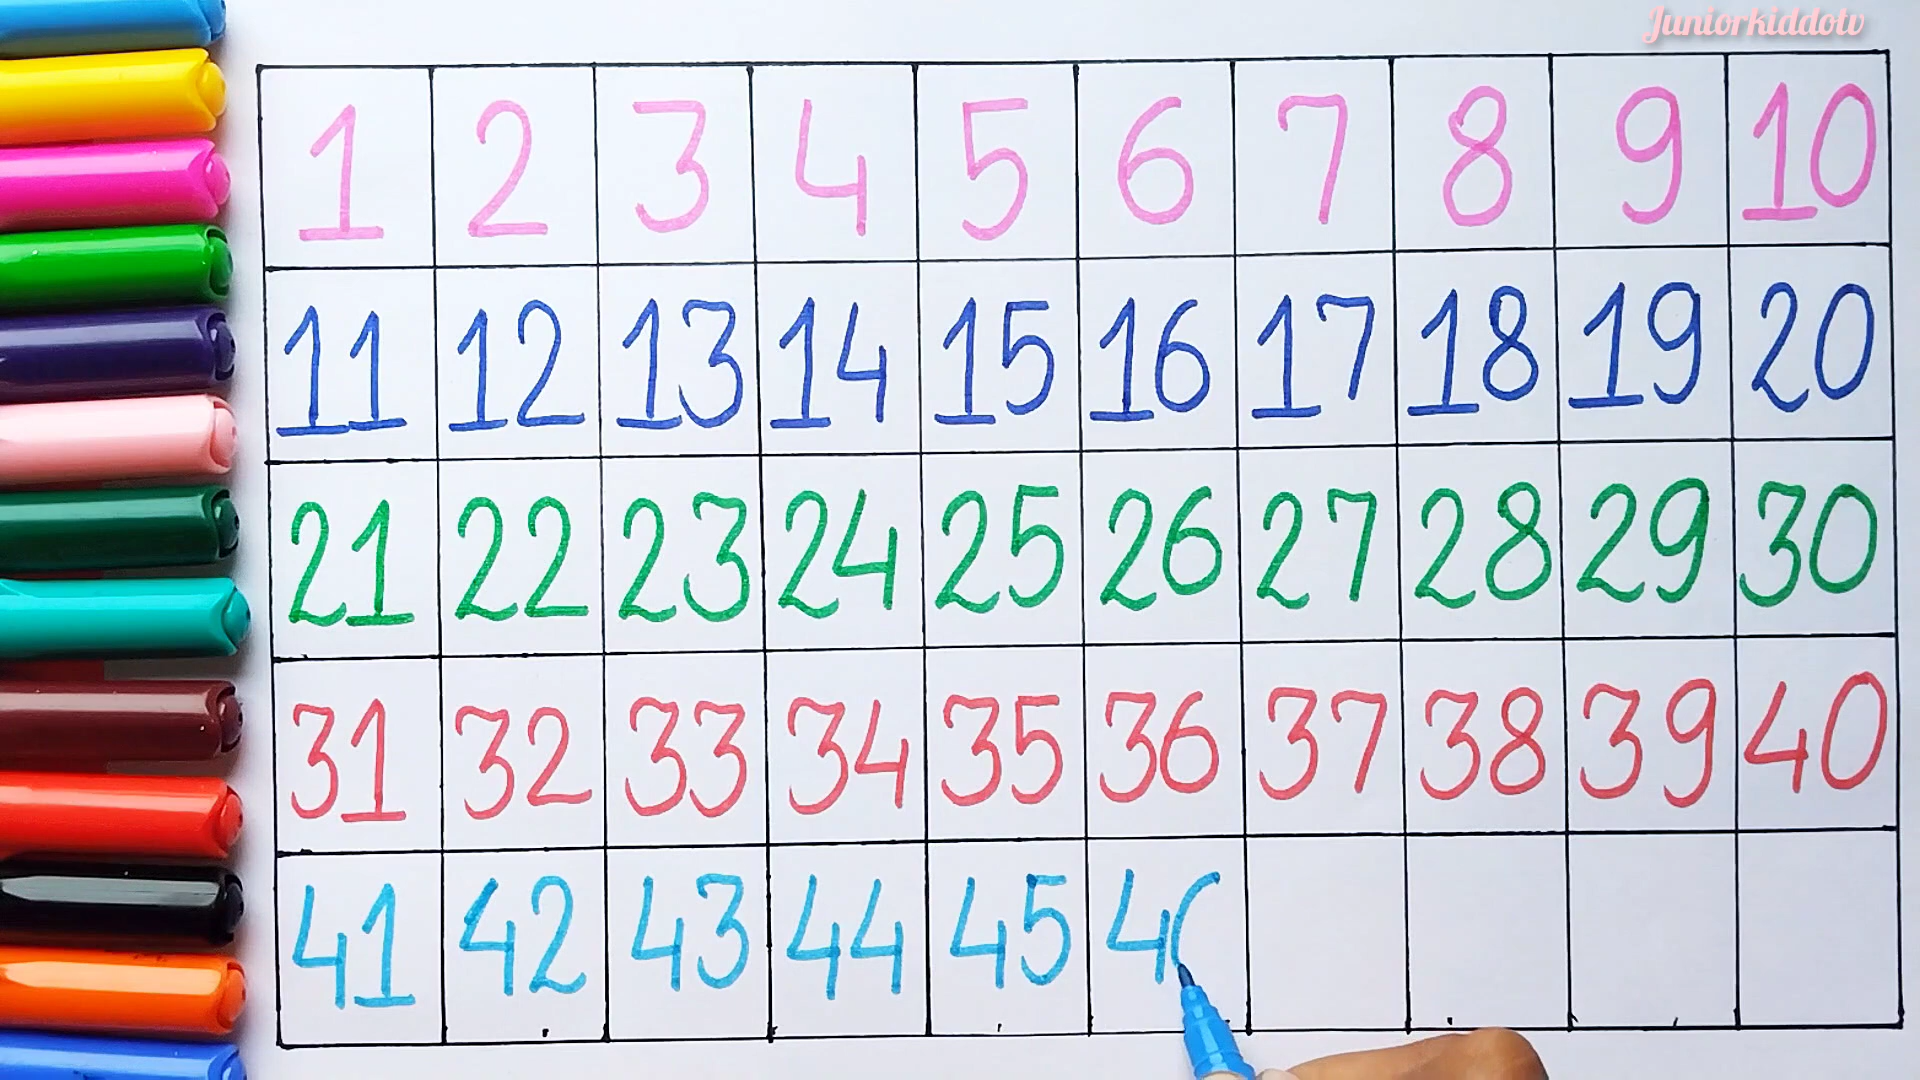 Juniorkiddotv
1 2 3 4 5 6 7 8 9 10
11 12 13 14 15 16 17 18 19 20
21 22 23 24 25 26 27 28 29 30
31 32 33 34 35 36 37 38 39 40
41 42 43 44 45 4